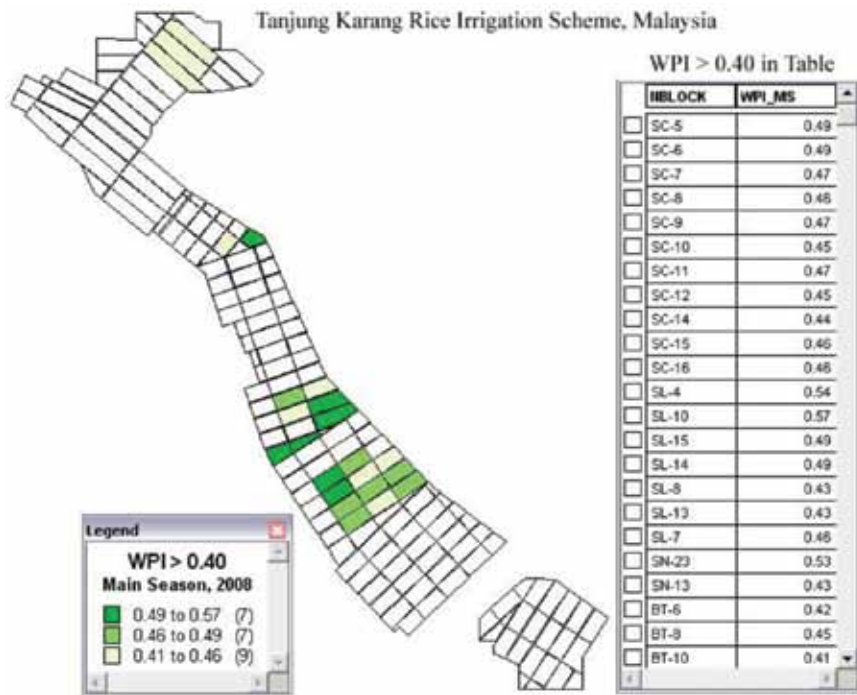 Tanjung Karang Rice Irrigation Scheme, Malaysia
WPI > 0.40 in Table
NBLOCK WPI_MS
SC-5 0.49
SC-6 0.49
SC-7 0.47
SC-8 0.46
SC-9 0.47
SC-10 0.45
SC-11 0.47
SC-12 0.45
SC-14 0.44
SC-15 0.46
SC-16 0.46
SL-4 0.54
SL-10 0.57
SL-15 0.49
SL-14 0.49
SL-8 0.43
SL-13 0.43
SL-7 0.46
SN-23 0.53
SN-13 0.43
BT-6 0.42
BT-8 0.45
BT-10 0.41
Legend
WPI > 0.40
Main Season, 2008
0.49 to 0.57 (7)
0.46 to 0.49 (7)
0.41 to 0.46 (9)